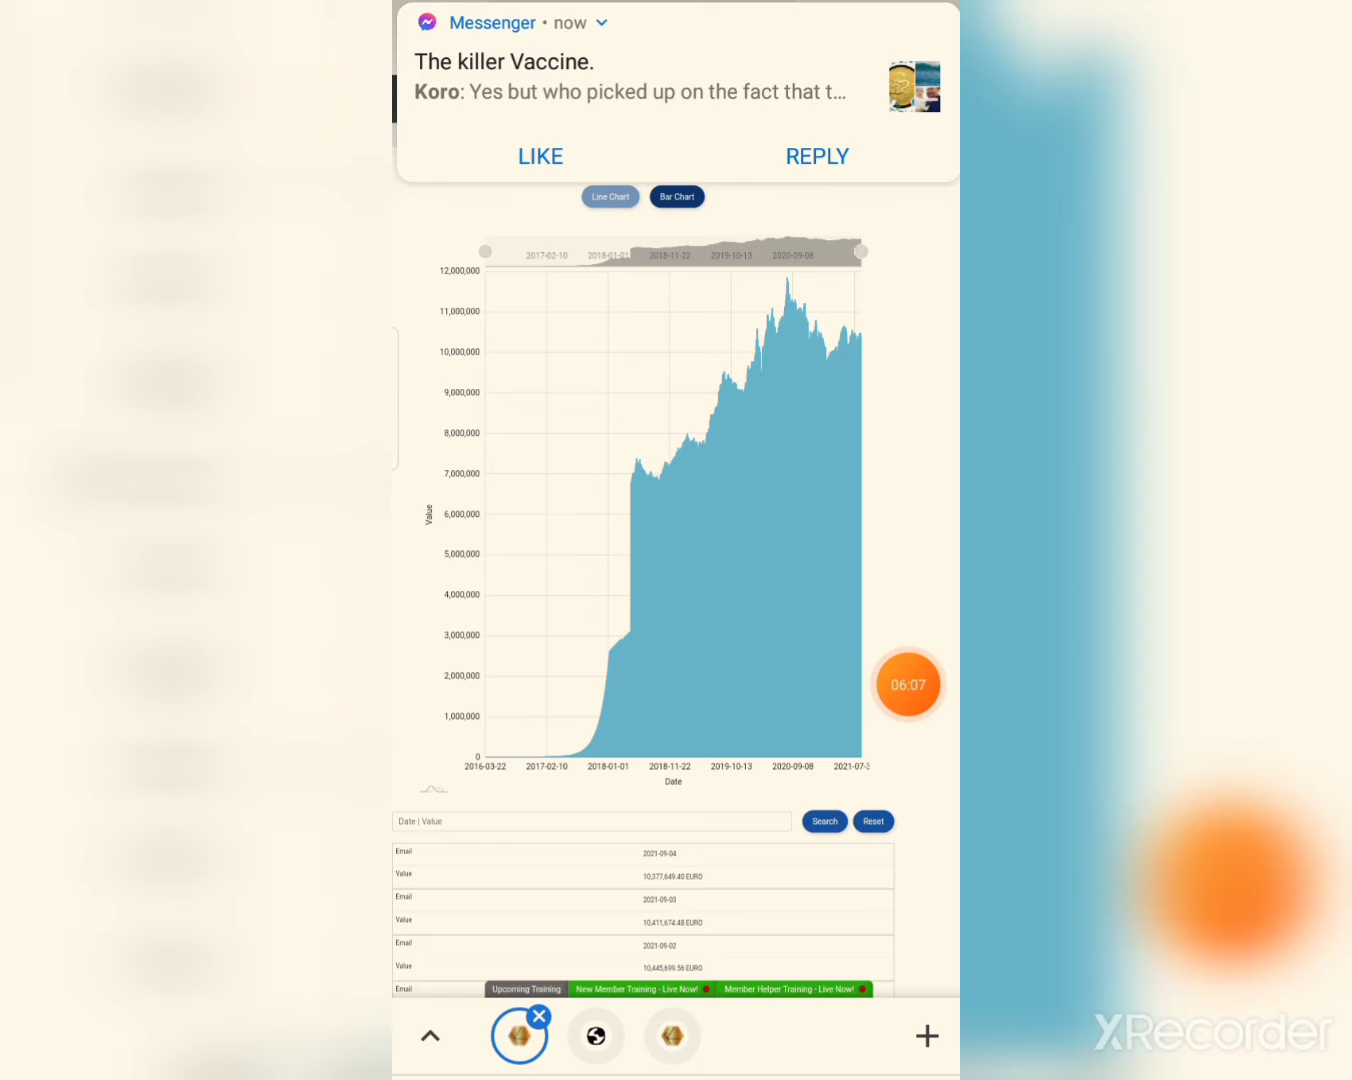 Messenger • now
The killer Vaccine.
Koro: Yes but who picked up on the fact that t...
LIKE REPLY
Line Chart Bar Chart
2017-02-10 2018-01-01 2018-11-22 2019-10-13 2020-09-08
12,000,000
11,000,000
10,000,000
9,000,000
8,000,000
7,000,000
6,000,000
5,000,000
4,000,000
3,000,000
2,000,000
1,000,000
0
Value
06:07
2016-03-22 2017-02-10 2018-01-01 2018-11-22 2019-10-13 2020-09-08 2021-07-3
Date
Date | Value Search Reset
Email 2021-09-04
Value 10,377,649.40 EURO
Email 2021-09-03
Value 10,411,674.48 EURO
Email 2021-09-02
Value 10,445,699.56 EURO
Email
Upcoming Training New Member Training - Live Now! Member Helper Training - Live Now!
XRecorder